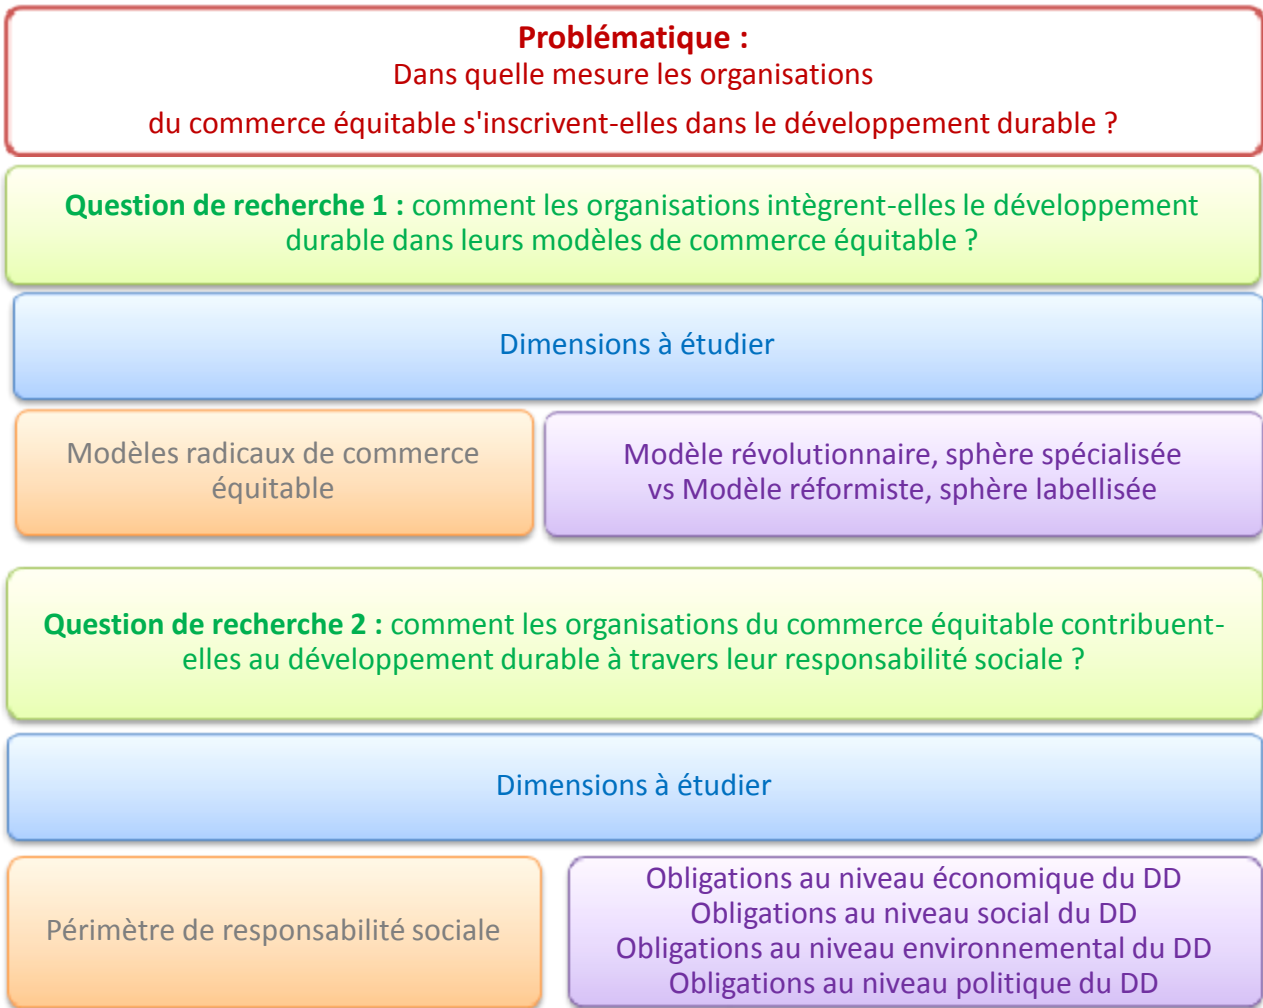 Problématique :
Dans quelle mesure les organisations
du commerce équitable s'inscrivent-elles dans le développement durable ?
Question de recherche 1 : comment les organisations intègrent-elles le développement
durable dans leurs modèles de commerce équitable ?
Dimensions à étudier
Modèles radicaux de commerce
équitable
Modèle révolutionnaire, sphère spécialisée
vs Modèle réformiste, sphère labellisée
Question de recherche 2 : comment les organisations du commerce équitable contribuent-
elles au développement durable à travers leur responsabilité sociale ?
Dimensions à étudier
Périmètre de responsabilité sociale
Obligations au niveau économique du DD
Obligations au niveau social du DD
Obligations au niveau environnemental du DD
Obligations au niveau politique du DD